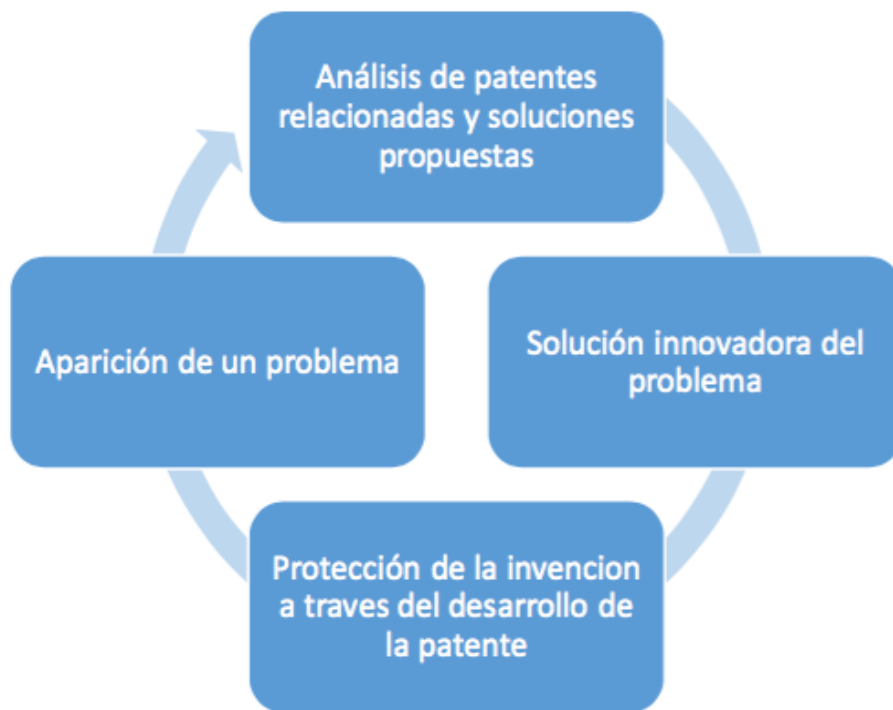 Análisis de patentes
relacionadas y soluciones
propuestas
Solución innovadora del
problema
Protección de la invencion
a traves del desarrollo de
la patente
Aparición de un problema